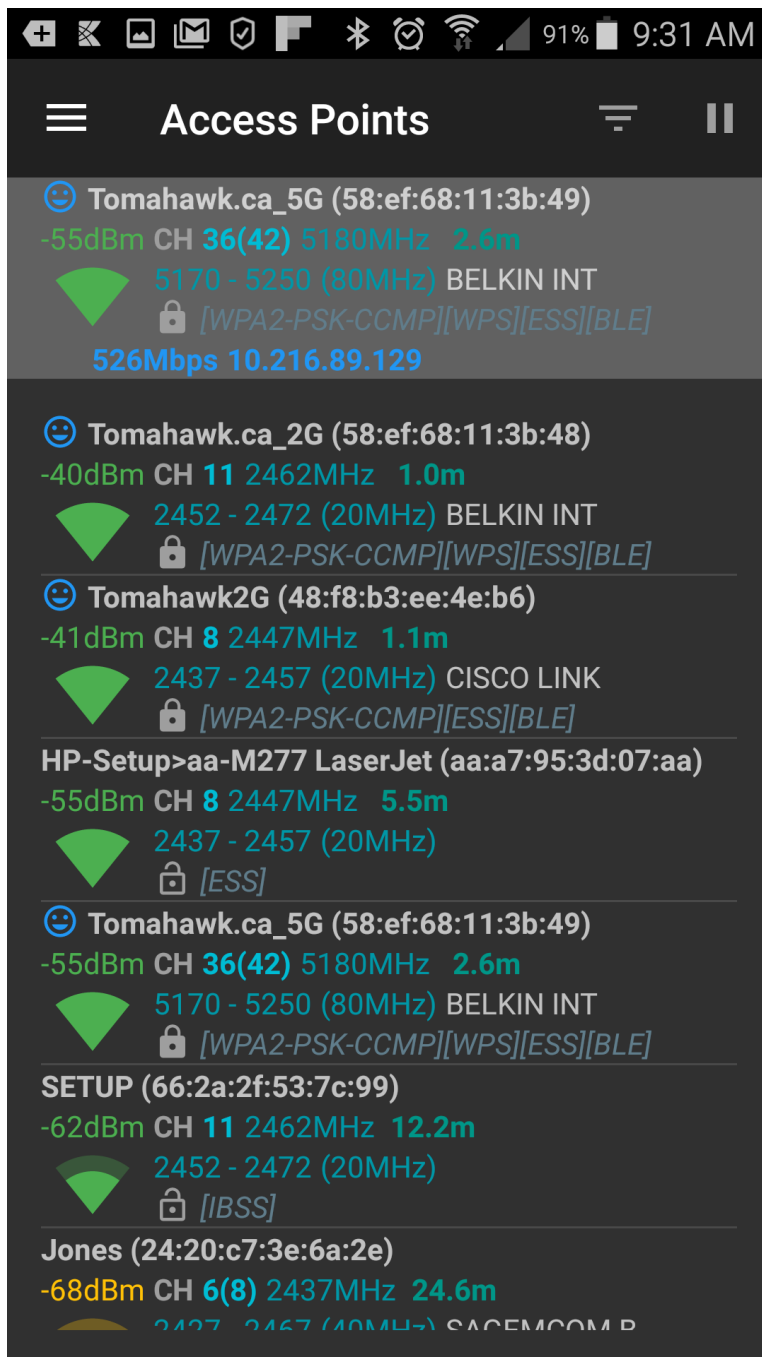 91% 9:31 AM
Access Points
Tomahawk.ca_5G (58:ef:68:11:3b:49)
-55dBm CH 36(42) 5180MHz 2.6m
5170 - 5250 (80MHz) BELKIN INT
[WPA2-PSK-CCMP][WPS][ESS][BLE]
526Mbps 10.216.89.129
Tomahawk.ca_2G (58:ef:68:11:3b:48)
-40dBm CH 11 2462MHz 1.0m
2452 - 2472 (20MHz) BELKIN INT
[WPA2-PSK-CCMP][WPS][ESS][BLE]
Tomahawk2G (48:f8:b3:ee:4e:b6)
-41dBm CH 8 2447MHz 1.1m
2437 - 2457 (20MHz) CISCO LINK
[WPA2-PSK-CCMP][ESS][BLE]
HP-Setup>aa-M277 LaserJet (aa:a7:95:3d:07:aa)
-55dBm CH 8 2447MHz 5.5m
2437 - 2457 (20MHz)
[ESS]
Tomahawk.ca_5G (58:ef:68:11:3b:49)
-55dBm CH 36(42) 5180MHz 2.6m
5170 - 5250 (80MHz) BELKIN INT
[WPA2-PSK-CCMP][WPS][ESS][BLE]
SETUP (66:2a:2f:53:7c:99)
-62dBm CH 11 2462MHz 12.2m
2452 - 2472 (20MHz)
[IBSS]
Jones (24:20:c7:3e:6a:2e)
-68dBm CH 6(8) 2437MHz 24.6m
2427 - 2467 (40MHz) SAGEMCOM B